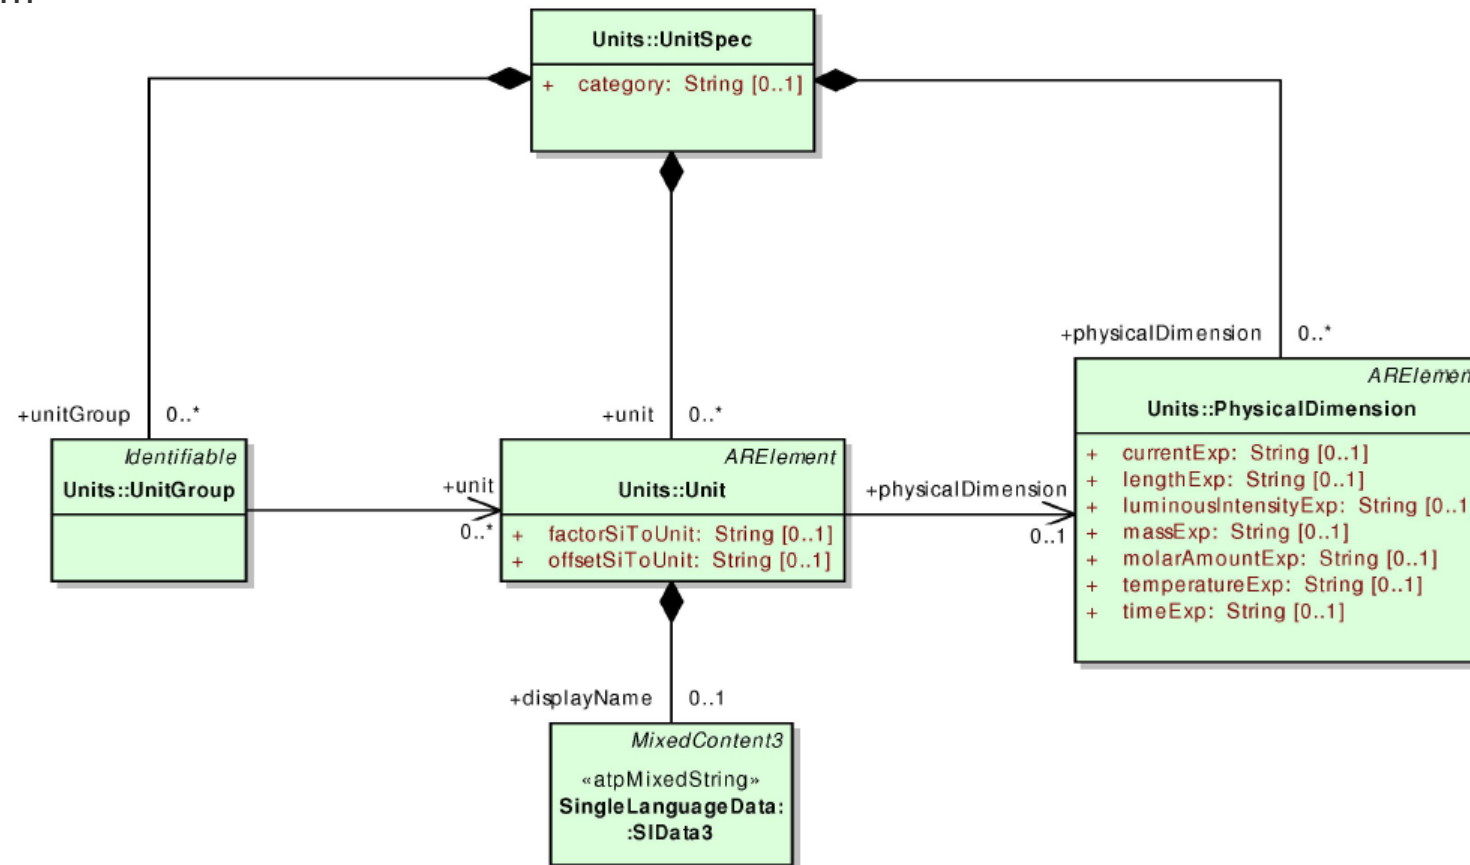 Units::UnitSpec
+ category: String [0..1]
+physicalDimension 0..*
ARElemen
Units::PhysicalDimension
+ currentExp: String [0..1]
+ lengthExp: String [0..1]
+ luminousIntensityExp: String [0..1
+ massExp: String [0..1]
+ molarAmountExp: String [0..1]
+ temperatureExp: String [0..1]
+ timeExp: String [0..1]
+unitGroup 0..*
Identifiable
Units::UnitGroup
+unit 0..*
+unit
0..*
ARElement
Units::Unit
+ factorSiToUnit: String [0..1]
+ offsetSiToUnit: String [0..1]
+physicalDimension
0..1
+displayName 0..1
MixedContent3
«atpMixedString»
SingleLanguageData:
:SlData3